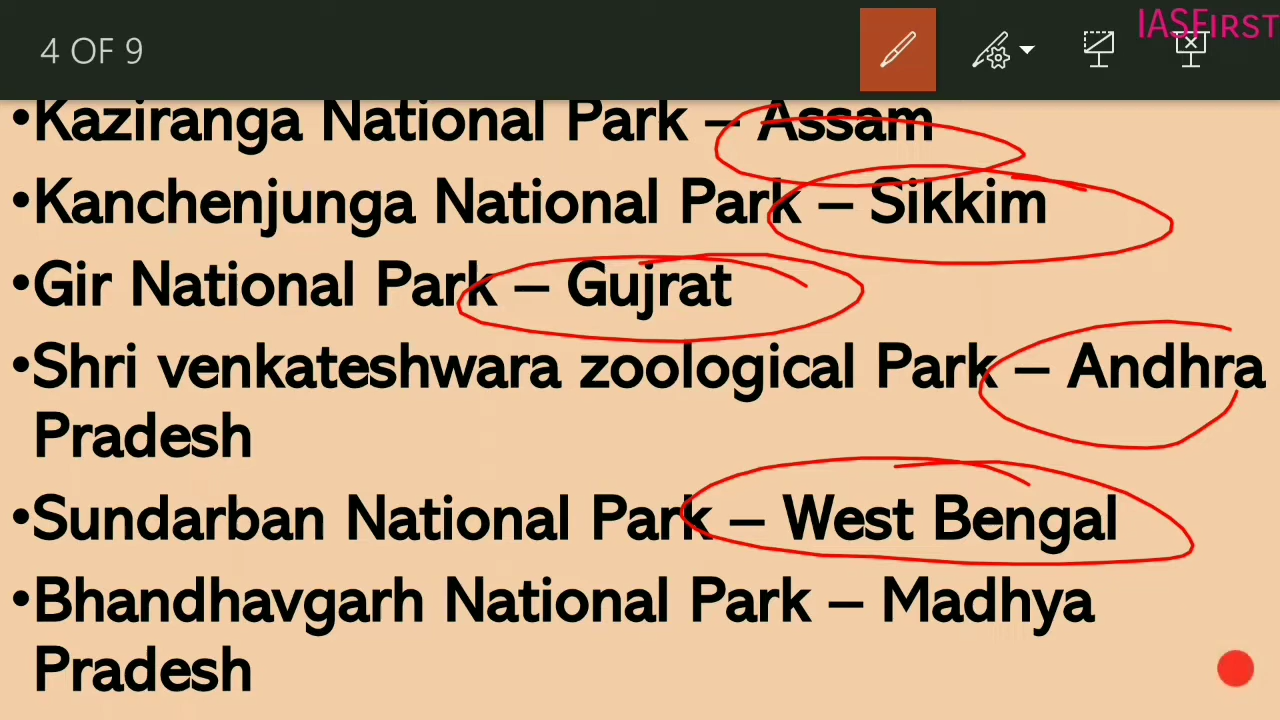 4 OF 9
IASFIRST
•Kaziranga National Park – Assam
•Kanchenjunga National Park – Sikkim
•Gir National Park – Gujrat
•Shri venkateshwara zoological Park – Andhra
Pradesh
•Sundarban National Park – West Bengal
•Bhandhavgarh National Park – Madhya
Pradesh